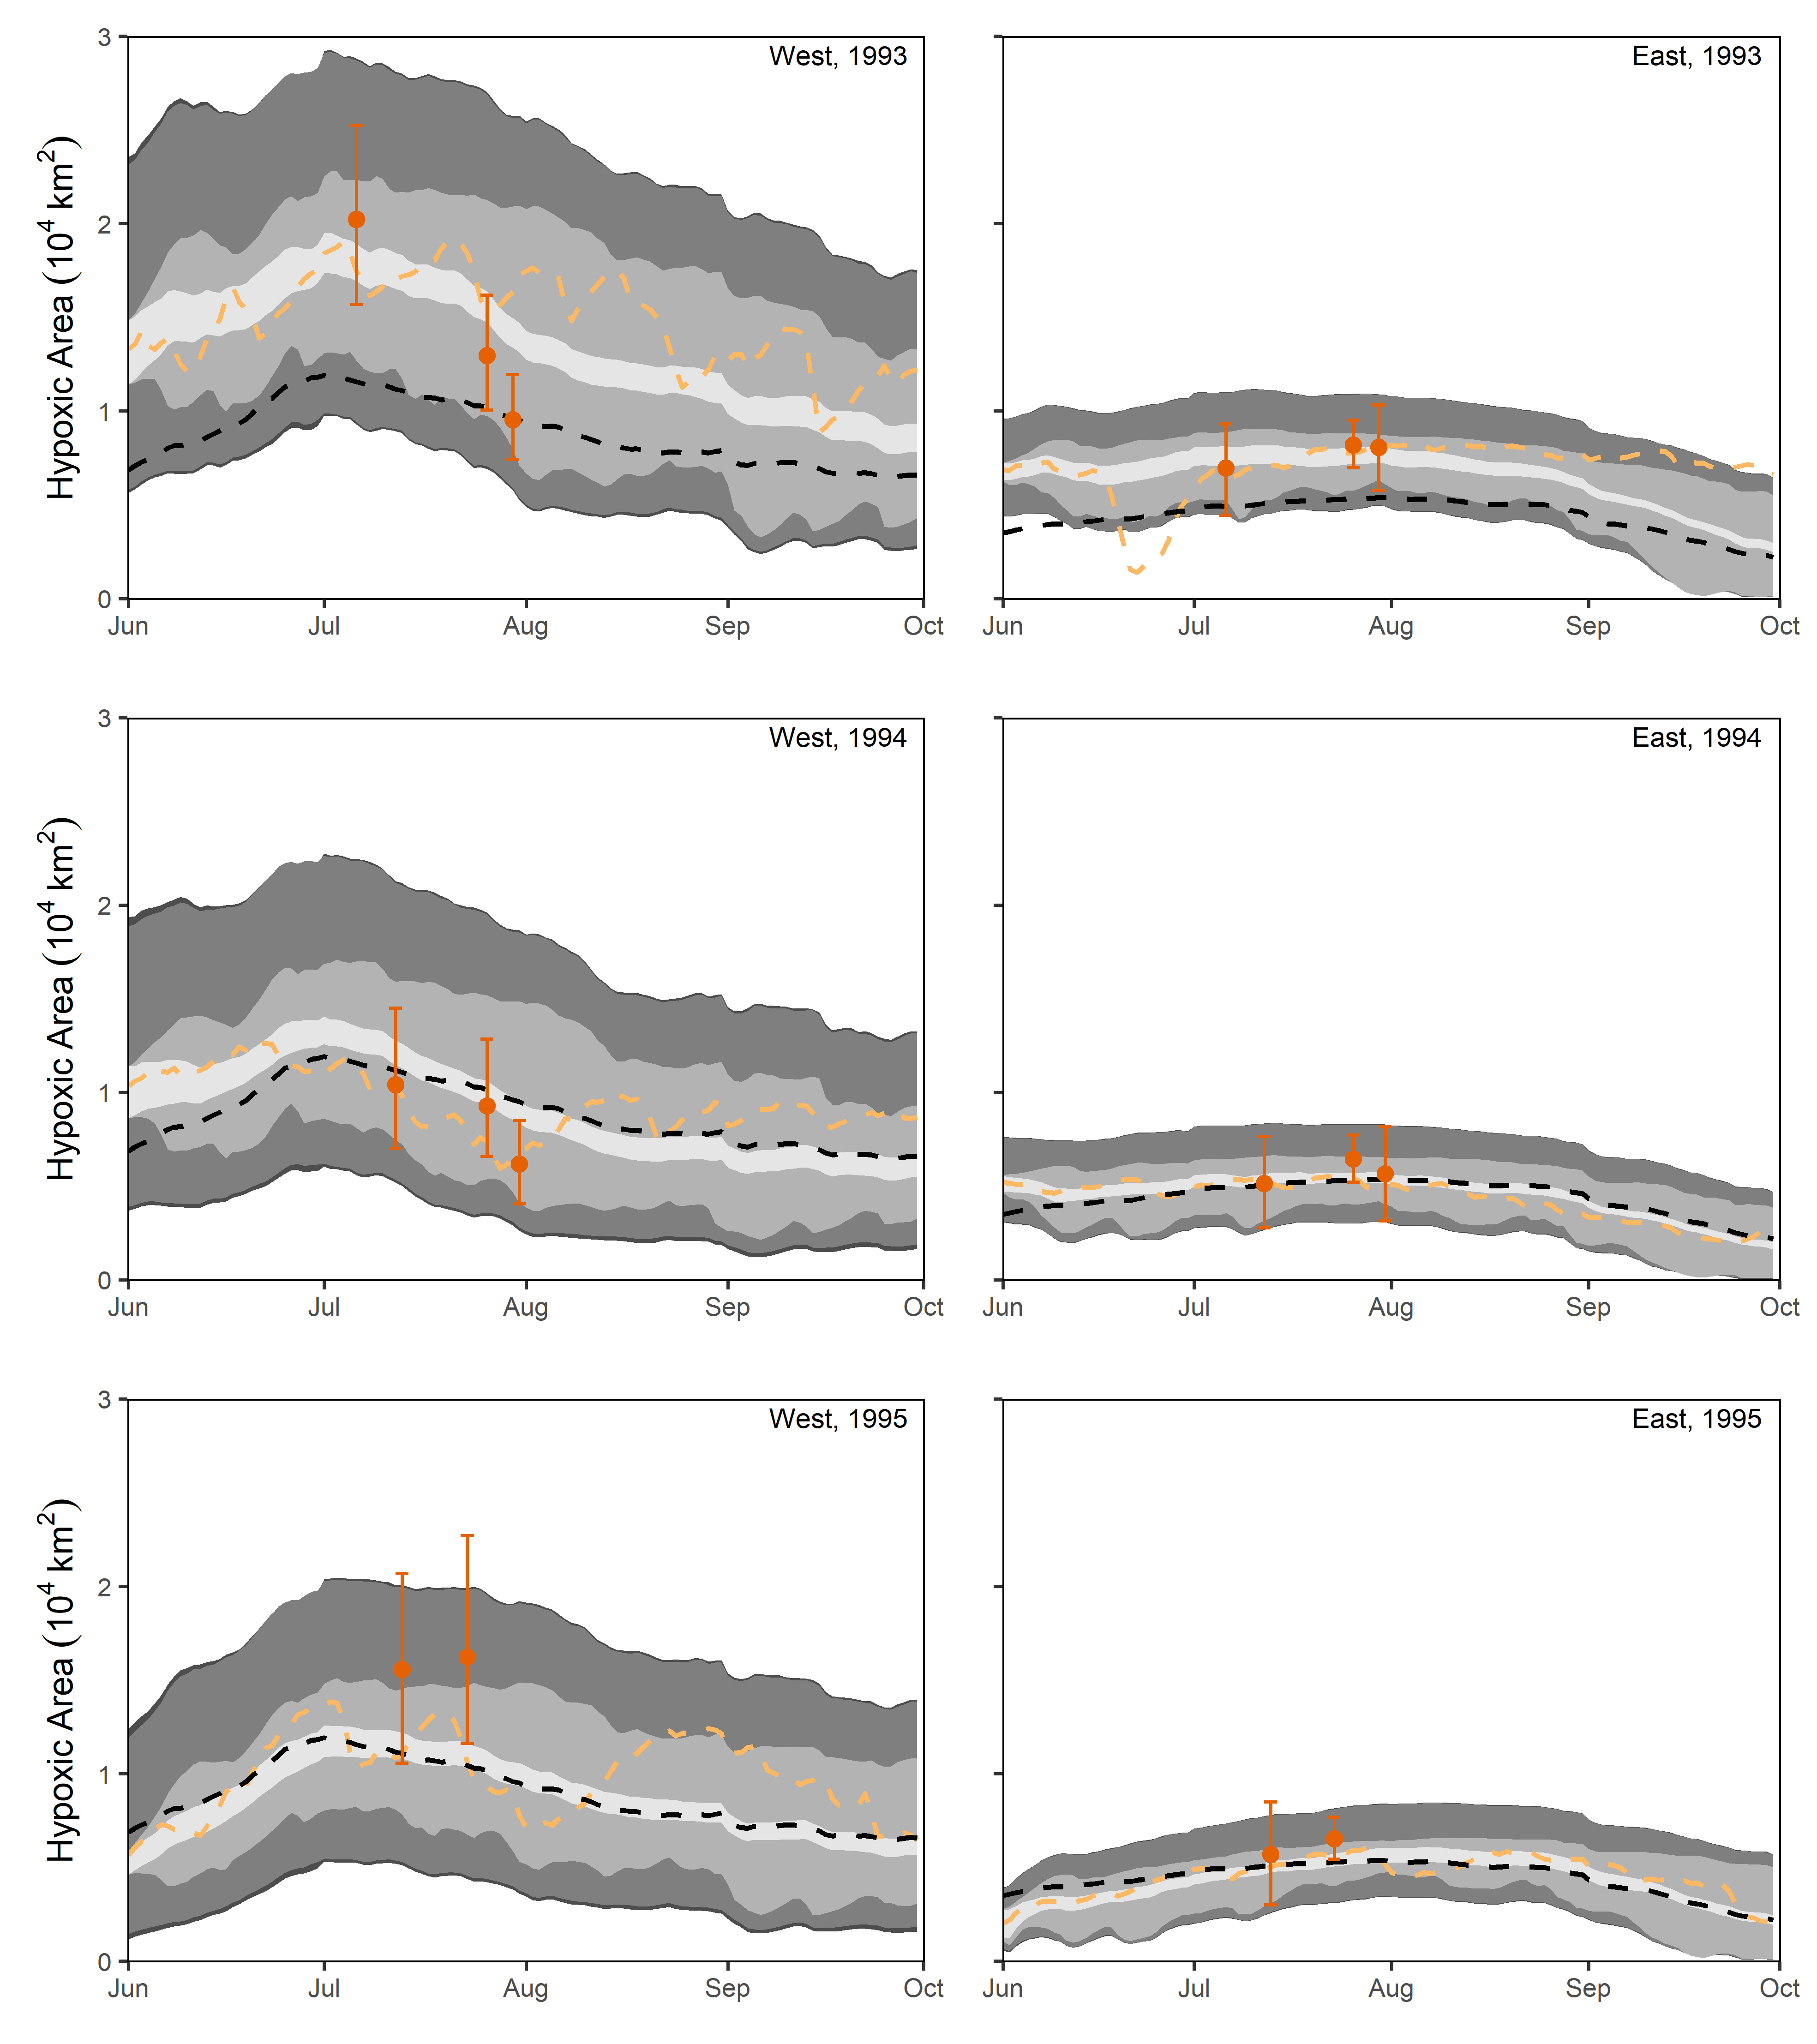 West, 1993
East, 1993
Hypoxic Area (10⁴ km²)
3
2
1
0
Jun Jul Aug Sep Oct
Jun Jul Aug Sep Oct
West, 1994
East, 1994
Hypoxic Area (10⁴ km²)
3
2
1
0
Jun Jul Aug Sep Oct
Jun Jul Aug Sep Oct
West, 1995
East, 1995
Hypoxic Area (10⁴ km²)
3
2
1
0
Jun Jul Aug Sep Oct
Jun Jul Aug Sep Oct